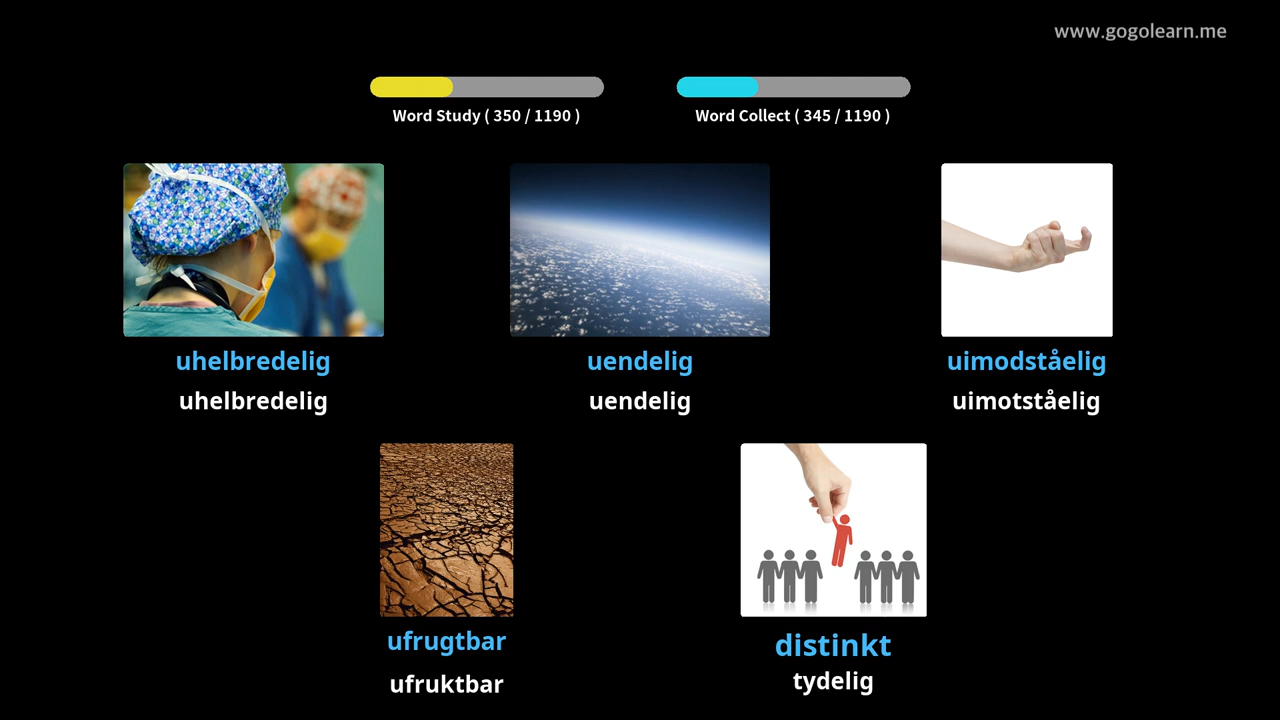 www.gogolearn.me
Word Study ( 350 / 1190 )
Word Collect ( 345 / 1190 )
uhelbredelig
uhelbredelig
uendelig
uendelig
uimodståelig
uimotståelig
ufrugtbar
ufruktbar
distinkt
tydelig